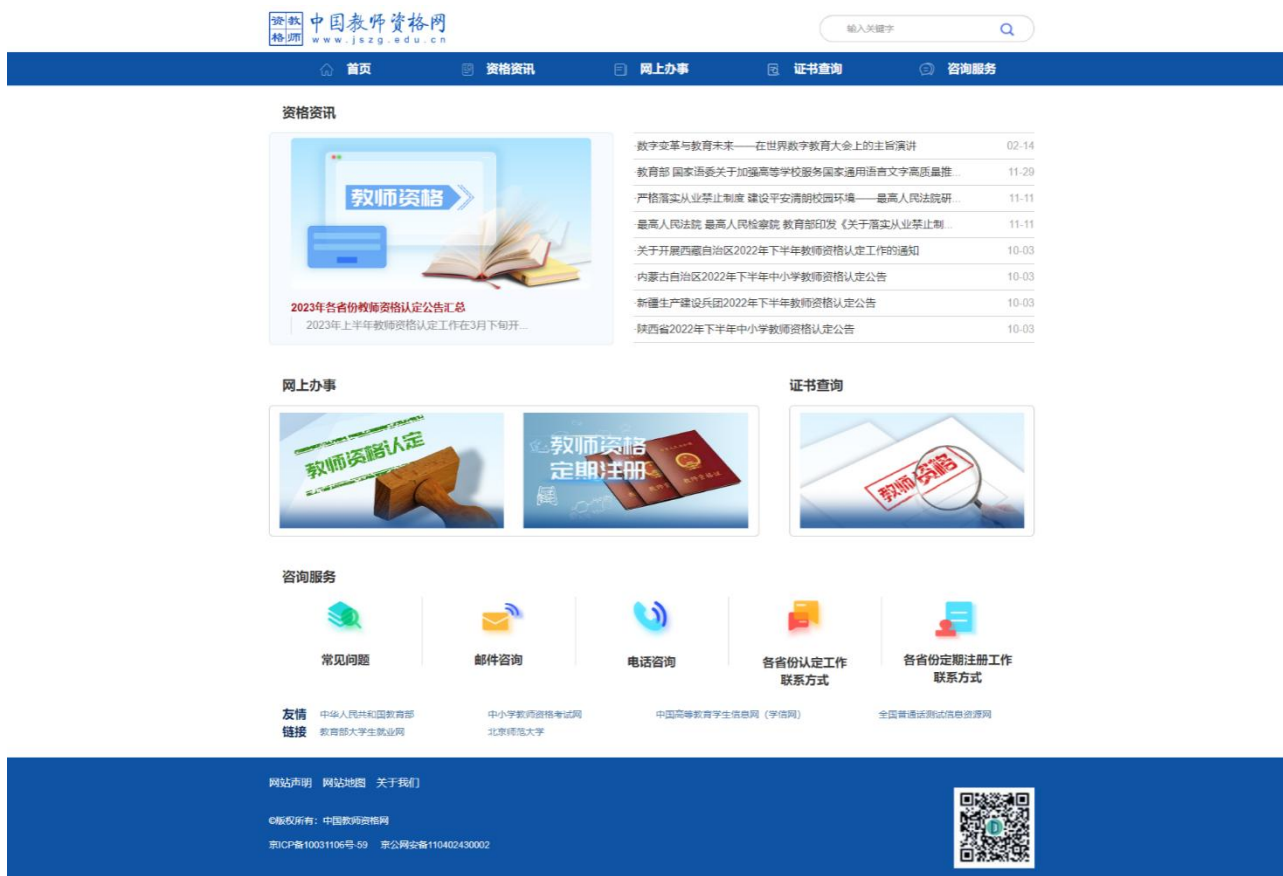 资教
格师
中国教师资格网
www.jszg.edu.cn
输入关键字
首页
资格资讯
网上办事
证书查询
咨询服务
资格资讯
教师资格
2023年各省份教师资格认定公告汇总
2023年上半年教师资格认定工作在3月下旬开...
·数字变革与教育未来——在世界数字教育大会上的主旨演讲 02-14
·教育部 国家语委关于加强高等学校服务国家通用语言文字高质量推... 11-29
·严格落实从业禁止制度 建设平安清朗校园环境——最高人民法院研... 11-11
·最高人民法院 最高人民检察院 教育部印发《关于落实从业禁止制... 11-11
·关于开展西藏自治区2022年下半年教师资格认定工作的通知 10-03
·内蒙古自治区2022年下半年中小学教师资格认定公告 10-03
·新疆生产建设兵团2022年下半年教师资格认定公告 10-03
·陕西省2022年下半年中小学教师资格认定公告 10-03
网上办事
教师资格认定
教师资格
定期注册
证书查询
教师资格
咨询服务
常见问题
邮件咨询
电话咨询
各省份认定工作
联系方式
各省份定期注册工作
联系方式
友情
链接
中华人民共和国教育部
中小学教师资格考试网
中国高等教育学生信息网（学信网）
全国普通话测试信息资源网
教育部大学生就业网
北京师范大学
网站声明 网站地图 关于我们
©版权所有：中国教师资格网
京ICP备10031106号-59 京公网安备110402430002